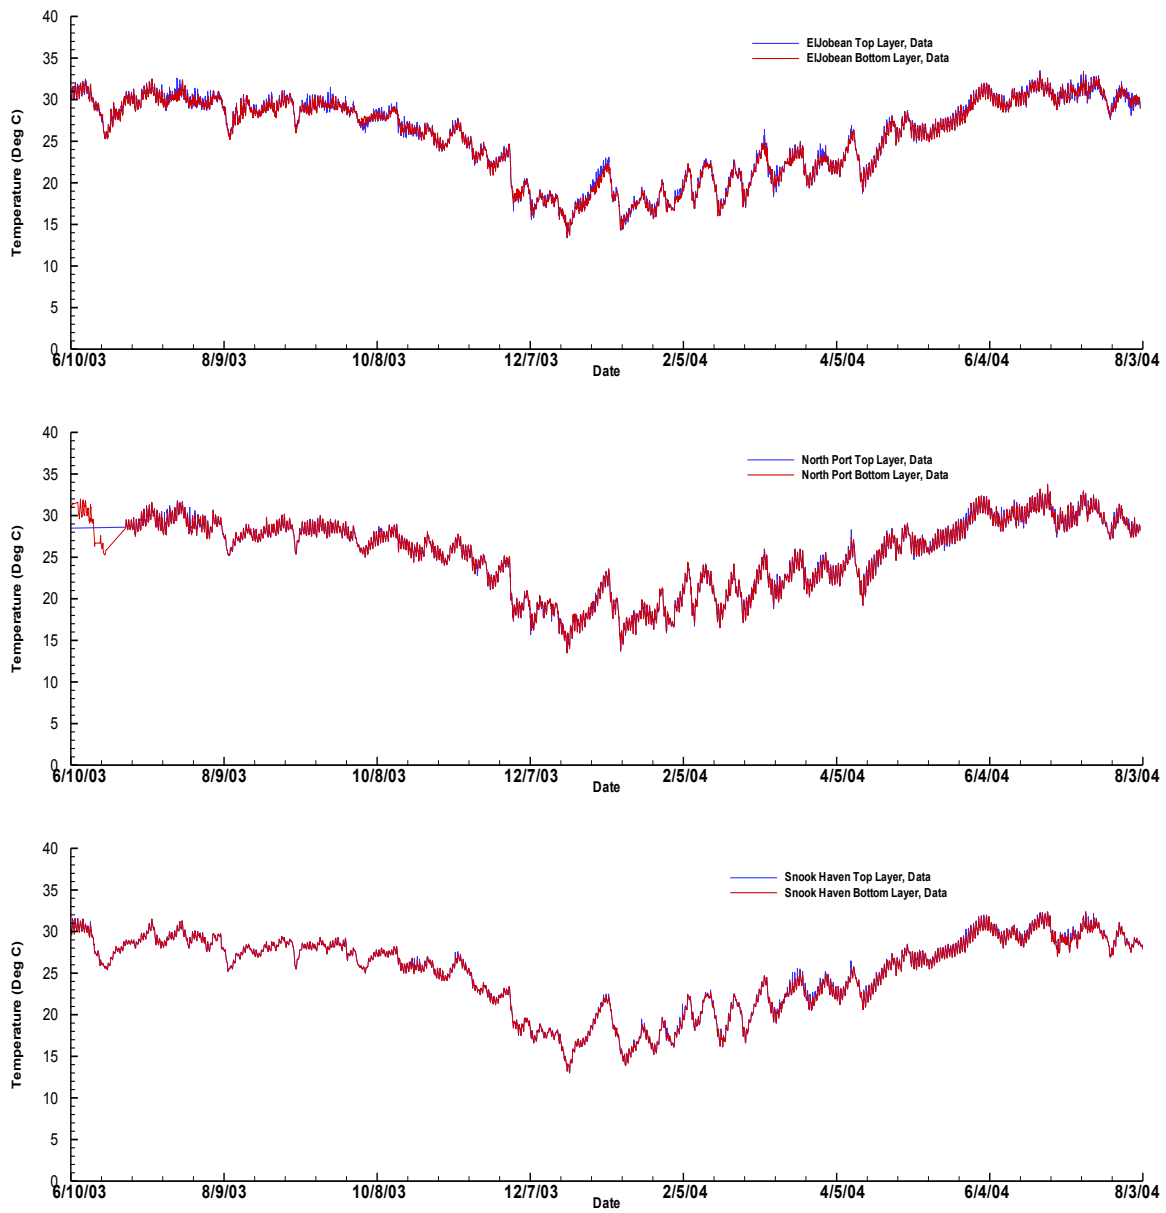 40
ElJobean Top Layer, Data
ElJobean Bottom Layer, Data
35
30
25
20
15
10
5
0
Temperature (Deg C)
6/10/03 8/9/03 10/8/03 12/7/03 2/5/04 4/5/04 6/4/04 8/3/04
Date
40
North Port Top Layer, Data
North Port Bottom Layer, Data
35
30
25
20
15
10
5
0
Temperature (Deg C)
6/10/03 8/9/03 10/8/03 12/7/03 2/5/04 4/5/04 6/4/04 8/3/04
Date
40
Snook Haven Top Layer, Data
Snook Haven Bottom Layer, Data
35
30
25
20
15
10
5
0
Temperature (Deg C)
6/10/03 8/9/03 10/8/03 12/7/03 2/5/04 4/5/04 6/4/04 8/3/04
Date